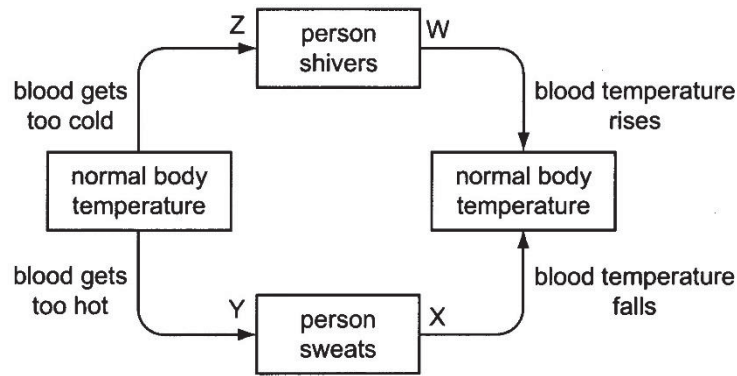 Z
person
shivers
W
blood gets
too cold
blood temperature
rises
normal body
temperature
normal body
temperature
blood gets
too hot
blood temperature
falls
Y
person
sweats
X